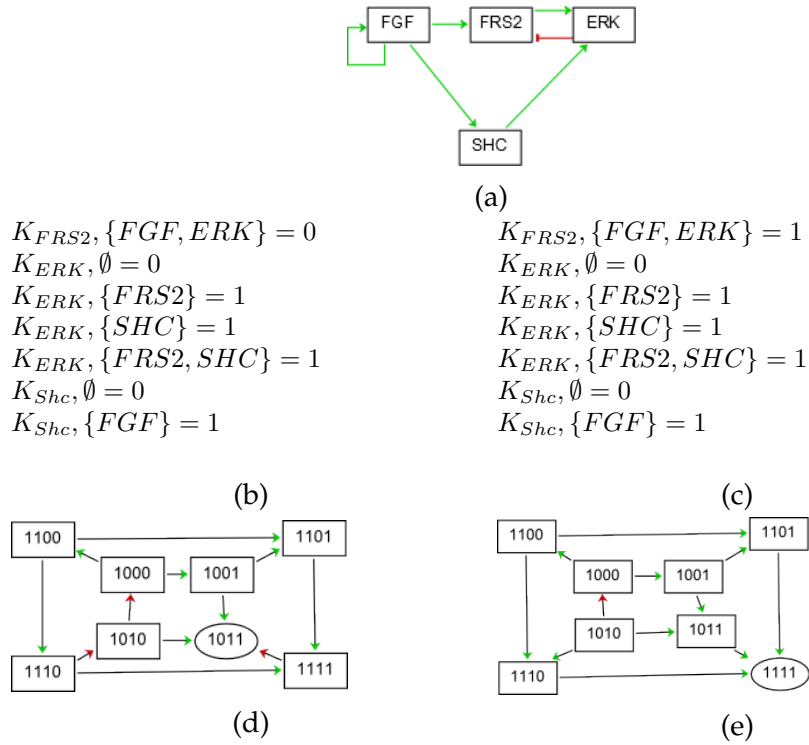 FGF FRS2 ERK
SHC
(a)
K_{FRS2}, {FGF, ERK} = 0
K_{ERK}, ∅ = 0
K_{ERK}, {FRS2} = 1
K_{ERK}, {SHC} = 1
K_{ERK}, {FRS2, SHC} = 1
K_{Shc}, ∅ = 0
K_{Shc}, {FGF} = 1
(b)
K_{FRS2}, {FGF, ERK} = 1
K_{ERK}, ∅ = 0
K_{ERK}, {FRS2} = 1
K_{ERK}, {SHC} = 1
K_{ERK}, {FRS2, SHC} = 1
K_{Shc}, ∅ = 0
K_{Shc}, {FGF} = 1
(c)
1100 1101
1000 1001
1010 1011
1110 1111
(d)
1100 1101
1000 1001
1010 1011
1110 1111
(e)